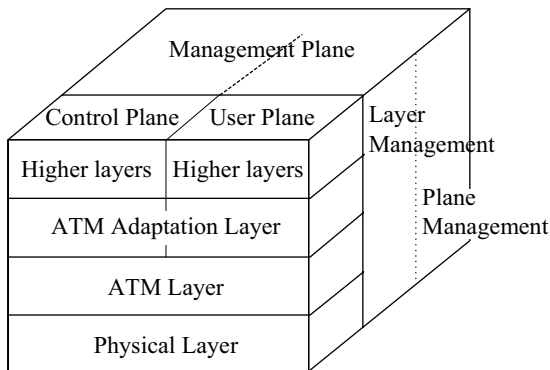 Management Plane
Control Plane
User Plane
Layer
Management
Higher layers
Higher layers
Plane
Management
ATM Adaptation Layer
ATM Layer
Physical Layer